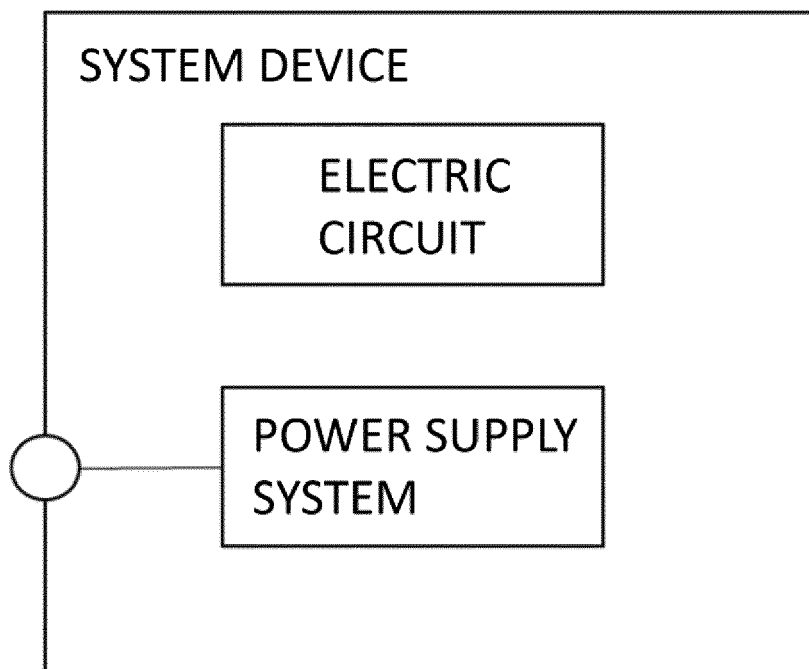 SYSTEM DEVICE
ELECTRIC
CIRCUIT
POWER SUPPLY
SYSTEM